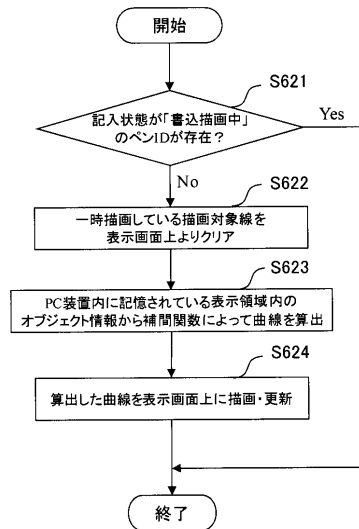 開始
S621
記入状態が「書込描画中」
のペンIDが存在?
Yes
No
S622
一時描画している描画対象線を
表示画面上よりクリア
S623
PC装置内に記憶されている表示領域内の
オブジェクト情報から補間関数によって曲線を算出
S624
算出した曲線を表示画面上に描画・更新
終了